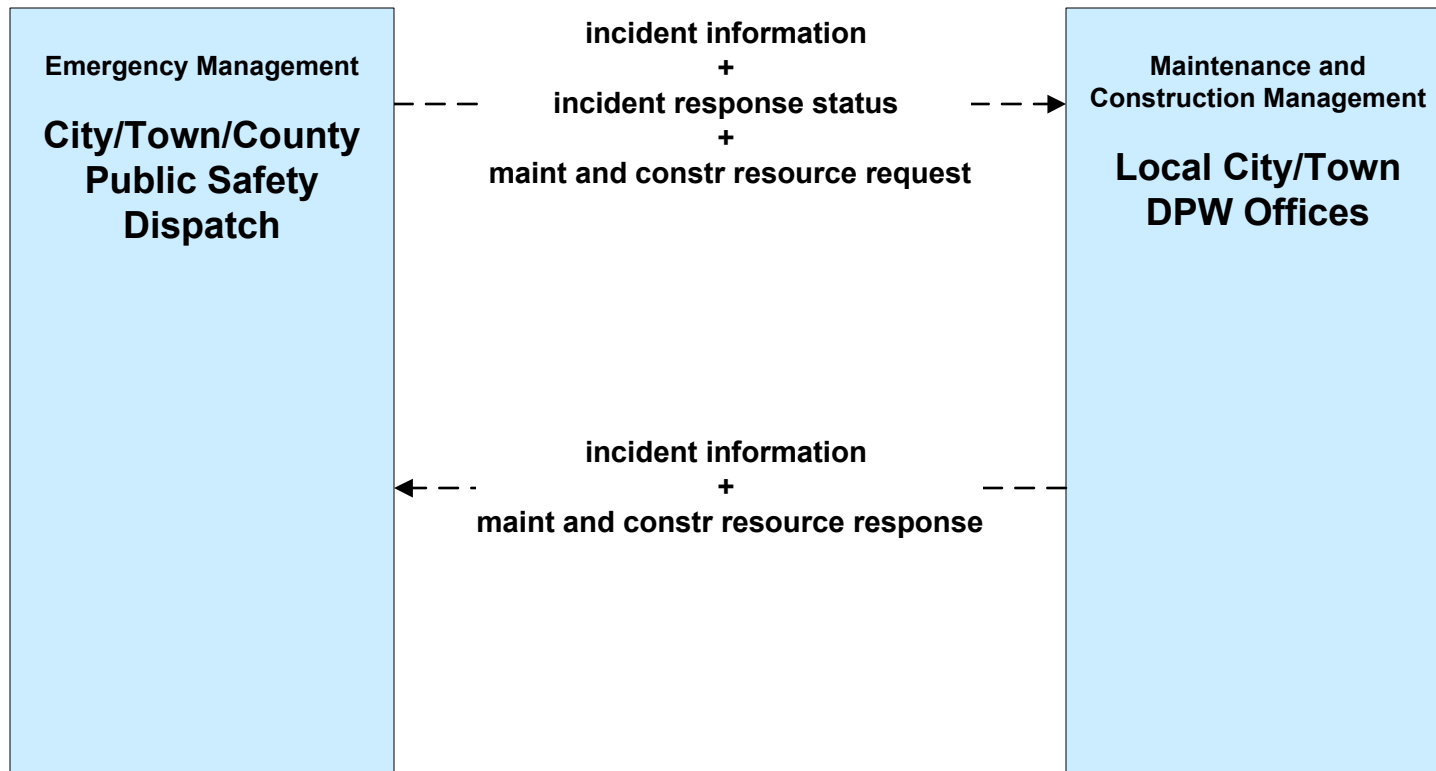 Emergency Management
City/Town/County
Public Safety
Dispatch
incident information
+
incident response status
+
maint and constr resource request
Maintenance and
Construction Management
Local City/Town
DPW Offices
incident information
+
maint and constr resource response